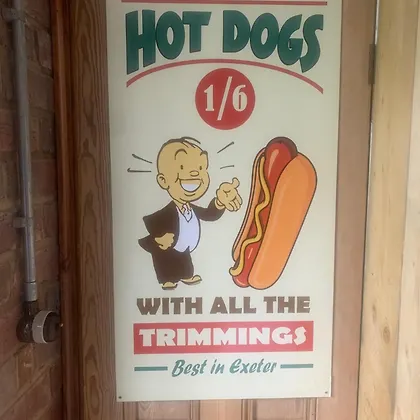 HOT DOGS
1/6
WITH ALL THE
TRIMMINGS
Best in Exeter